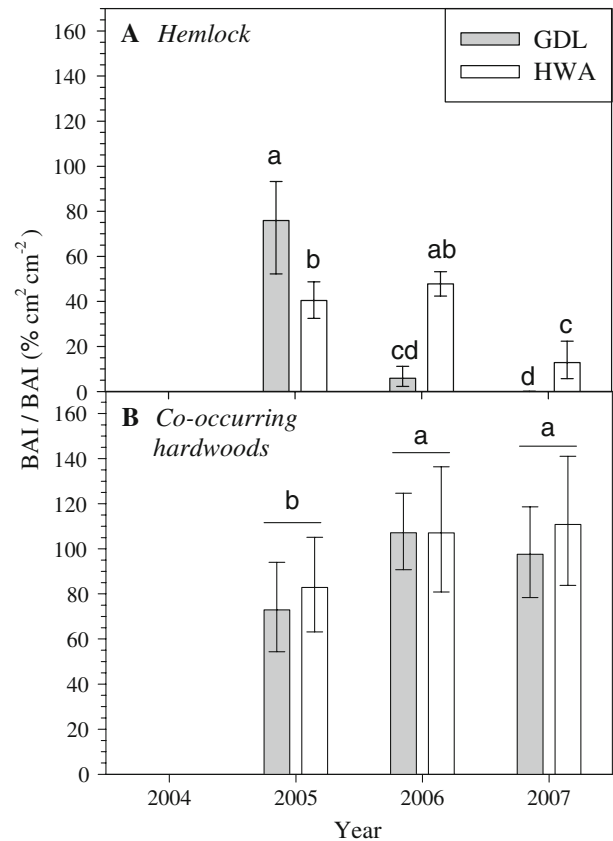 A Hemlock
GDL
HWA
160
140
120
100
80
60
40
20
0
a
b
cd
ab
d
c
BAI / BAI (% cm² cm⁻²)
B Co-occurring
hardwoods
160
140
120
100
80
60
40
20
0
b
a
a
2004 2005 2006 2007
Year